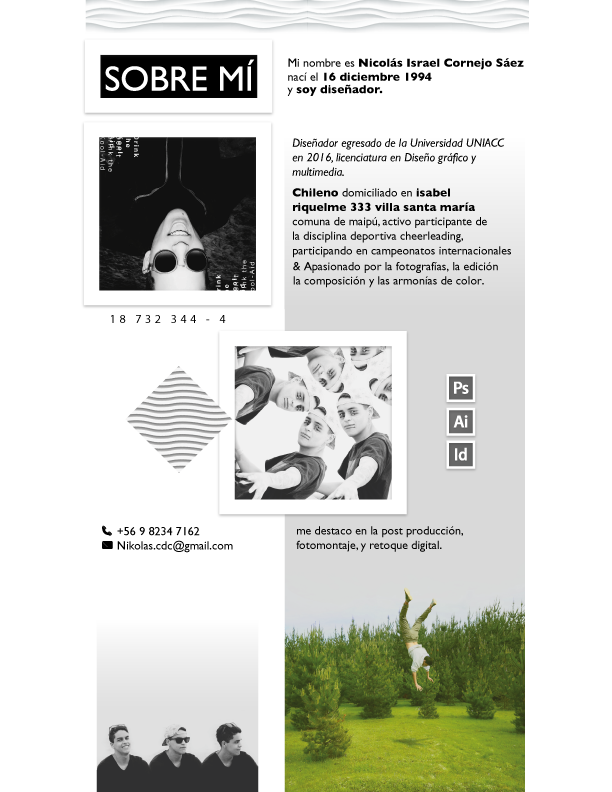 SOBRE MÍ
Mi nombre es Nicolás Israel Cornejo Sáez
nací el 16 diciembre 1994
y soy diseñador.
Diseñador egresado de la Universidad UNIACC
en 2016, licenciatura en Diseño gráfico y
multimedia.
Chileno domiciliado en isabel
riquelme 333 villa santa maría
comuna de maipú, activo participante de
la disciplina deportiva cheerleading,
participando en campeonatos internacionales
& Apasionado por la fotografías, la edición
la composición y las armonías de color.
18 732 344 - 4
Ps
Ai
Id
+56 9 8234 7162
Nikolas.cdc@gmail.com
me destaco en la post producción,
fotomontaje, y retoque digital.